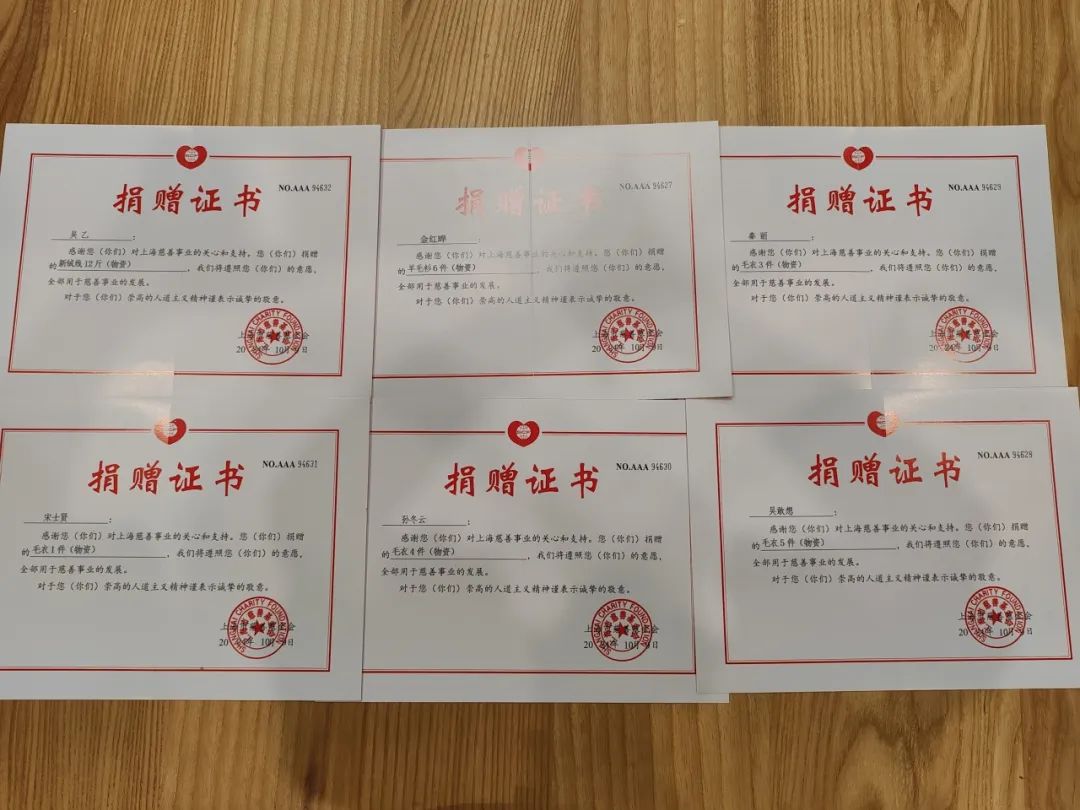 NO.AAA 94632
捐赠证书
吴乙：
感谢您（你们）对上海慈善事业的关心和支持。您（你们）捐赠
的新绒线12斤（物资），我们将遵照您（你们）的意愿，
全部用于慈善事业的发展。
对于您（你们）崇高的人道主义精神谨表示诚挚的敬意。
SHANGHAI CHARITY FOUNDATION
NO.AAA 94627
捐赠证书
金红晔：
感谢您（你们）对上海慈善事业的关心和支持。您（你们）捐赠
的羊毛衫6件（物资），我们将遵照您（你们）的意愿，
全部用于慈善事业的发展。
对于您（你们）崇高的人道主义精神谨表示诚挚的敬意。
SHANGHAI CHARITY FOUNDATION
NO.AAA 94629
捐赠证书
秦丽：
感谢您（你们）对上海慈善事业的关心和支持。您（你们）捐赠
的毛衣3件（物资），我们将遵照您（你们）的意愿，
全部用于慈善事业的发展。
对于您（你们）崇高的人道主义精神谨表示诚挚的敬意。
SHANGHAI CHARITY FOUNDATION
NO.AAA 94631
捐赠证书
宋士贤：
感谢您（你们）对上海慈善事业的关心和支持。您（你们）捐赠
的毛衣1件（物资），我们将遵照您（你们）的意愿，
全部用于慈善事业的发展。
对于您（你们）崇高的人道主义精神谨表示诚挚的敬意。
SHANGHAI CHARITY FOUNDATION
NO.AAA 94630
捐赠证书
孙冬云：
感谢您（你们）对上海慈善事业的关心和支持。您（你们）捐赠
的毛衣4件（物资），我们将遵照您（你们）的意愿，
全部用于慈善事业的发展。
对于您（你们）崇高的人道主义精神谨表示诚挚的敬意。
SHANGHAI CHARITY FOUNDATION
NO.AAA
捐赠证书
吴敢想：
感谢您（你们）对上海慈善事业的关心和支持。您（你们）捐赠
的毛衣5件（物资），我们将遵照您（你们）的意愿，
全部用于慈善事业的发展。
对于您（你们）崇高的人道主义精神谨表示诚挚的敬意。
SHANGHAI CHARITY FOUNDATION